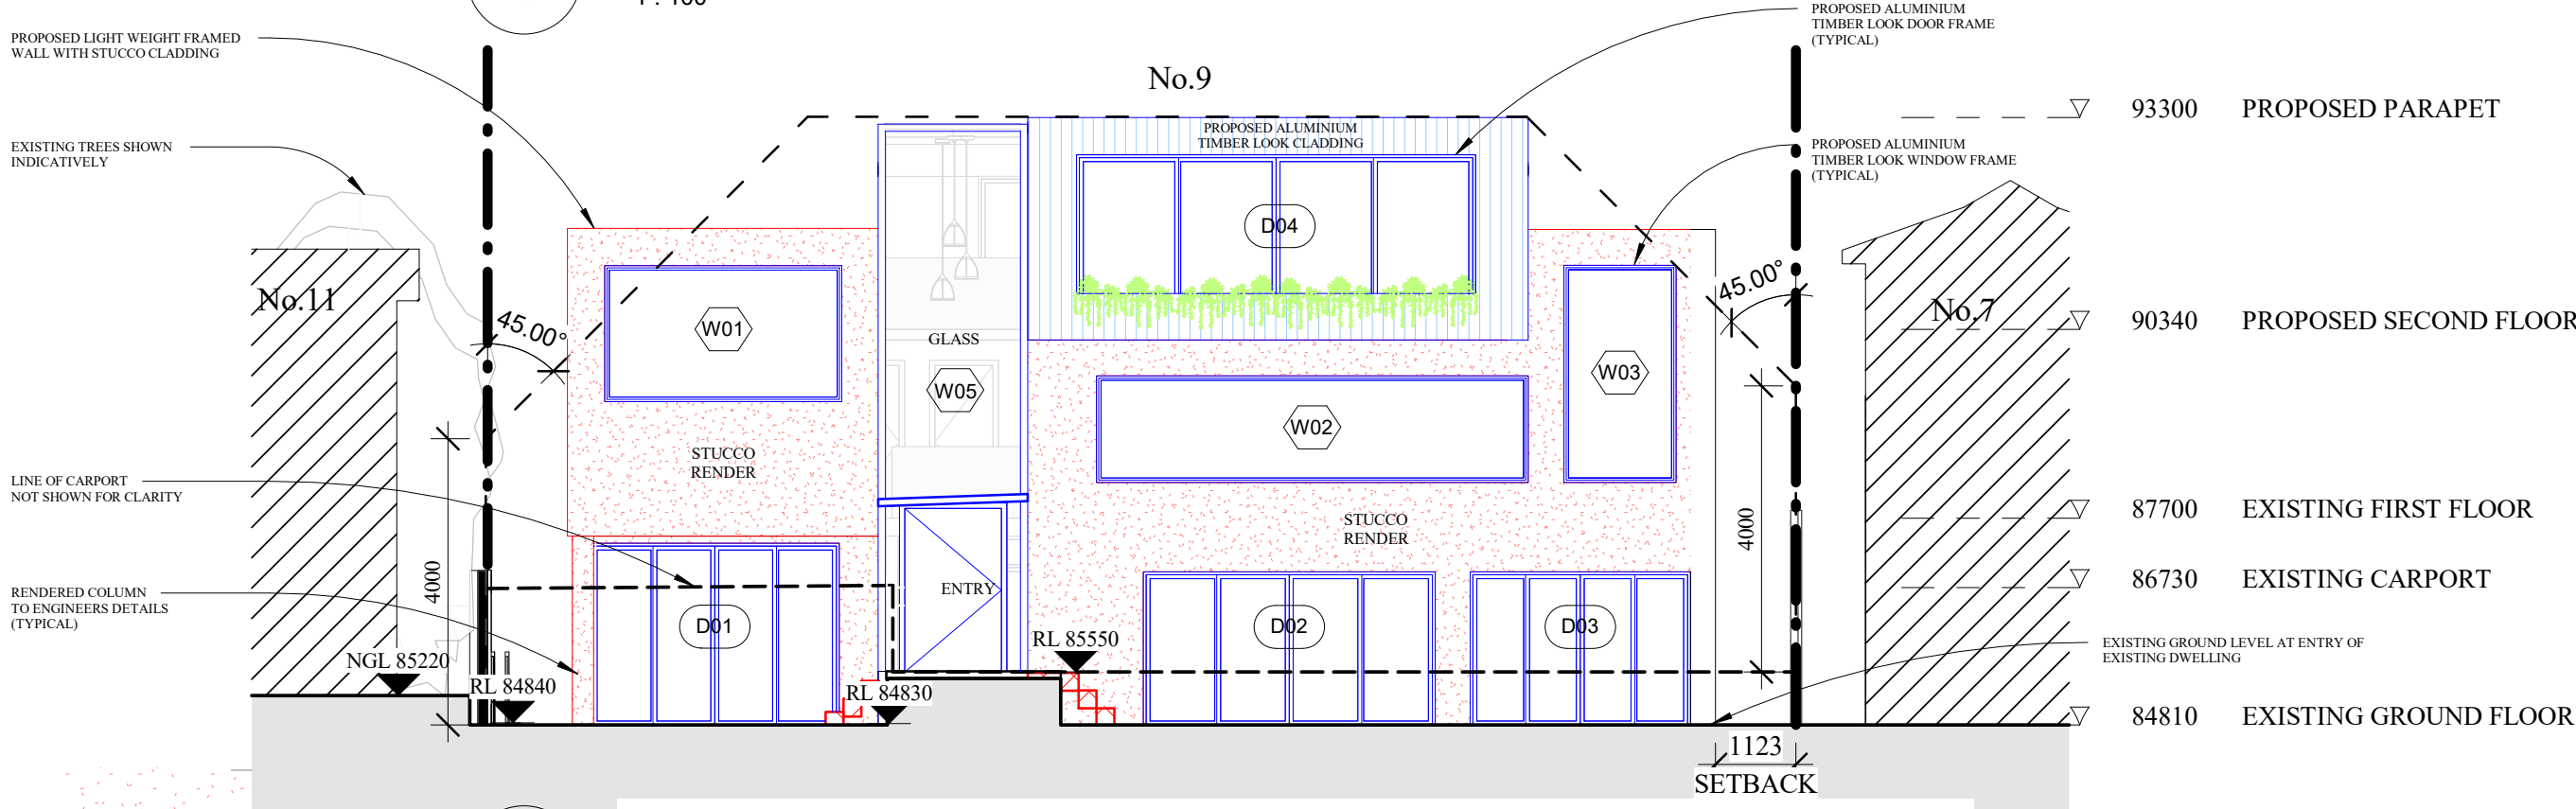 PROPOSED LIGHT WEIGHT FRAMED
WALL WITH STUCCO CLADDING
EXISTING TREES SHOWN
INDICATIVELY
LINE OF CARPORT
NOT SHOWN FOR CLARITY
RENDERED COLUMN
TO ENGINEERS DETAILS
(TYPICAL)
No.11
45.00°
4000
NGL 85220
RL 84840
W01
STUCCO
RENDER
D01
RL 84830
No.9
GLASS
W05
ENTRY
RL 85550
PROPOSED ALUMINIUM
TIMBER LOOK CLADDING
D04
W02
W03
STUCCO
RENDER
D02
D03
PROPOSED ALUMINIUM
TIMBER LOOK DOOR FRAME
(TYPICAL)
PROPOSED ALUMINIUM
TIMBER LOOK WINDOW FRAME
(TYPICAL)
45.00°
4000
No.7
1123
SETBACK
93300 PROPOSED PARAPET
90340 PROPOSED SECOND FLOOR
87700 EXISTING FIRST FLOOR
86730 EXISTING CARPORT
EXISTING GROUND LEVEL AT ENTRY OF
EXISTING DWELLING
84810 EXISTING GROUND FLOOR